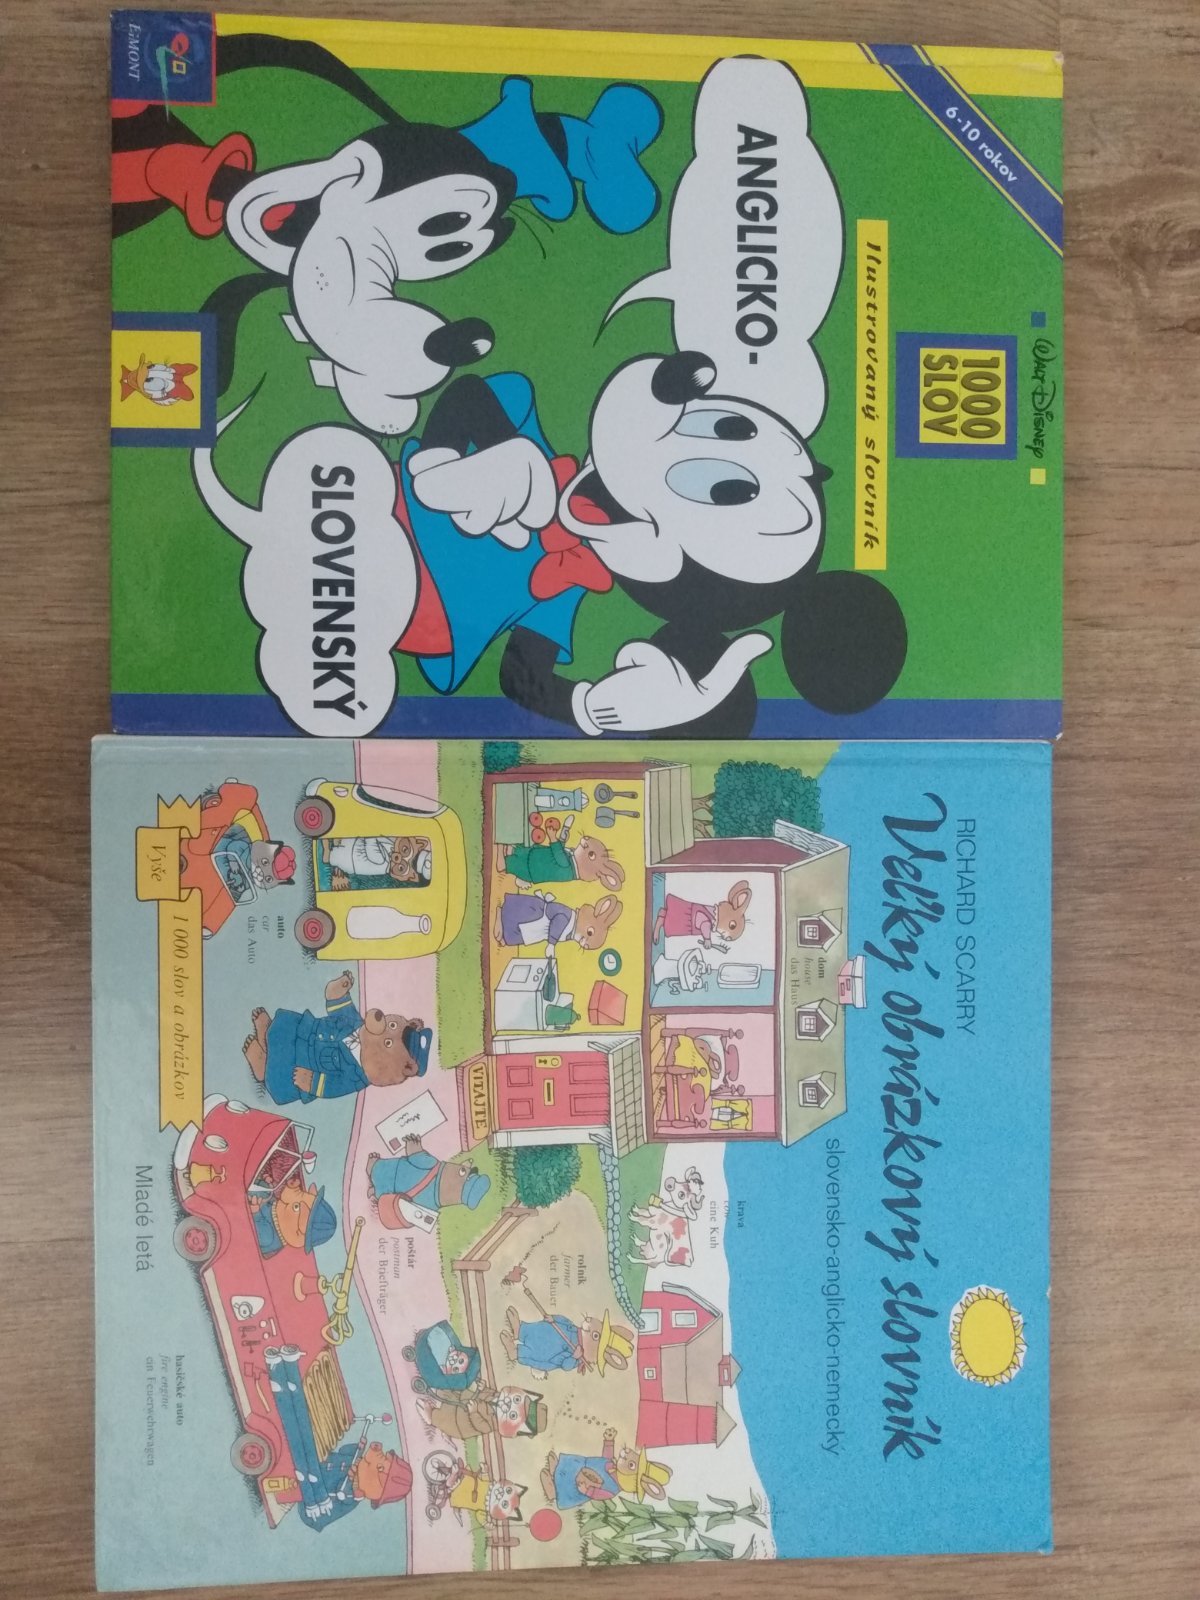 WALT DISNEY
1000
SLOV
6-10 rokov
Ilustrovaný slovník
ANGLICKO-
SLOVENSKÝ
EGMONT
RICHARD SCARRY
Veľký obrázkový slovník
slovensko-anglicko-nemecký
dom
house
das Haus
krava
cow
eine Kuh
roľník
farmer
der Bauer
VITAJTE
poštár
postman
der Briefträger
auto
car
das Auto
Vyše
1000 slov a obrázkov
hasičské auto
fire engine
ein Feuerwehrwagen
Mladé letá